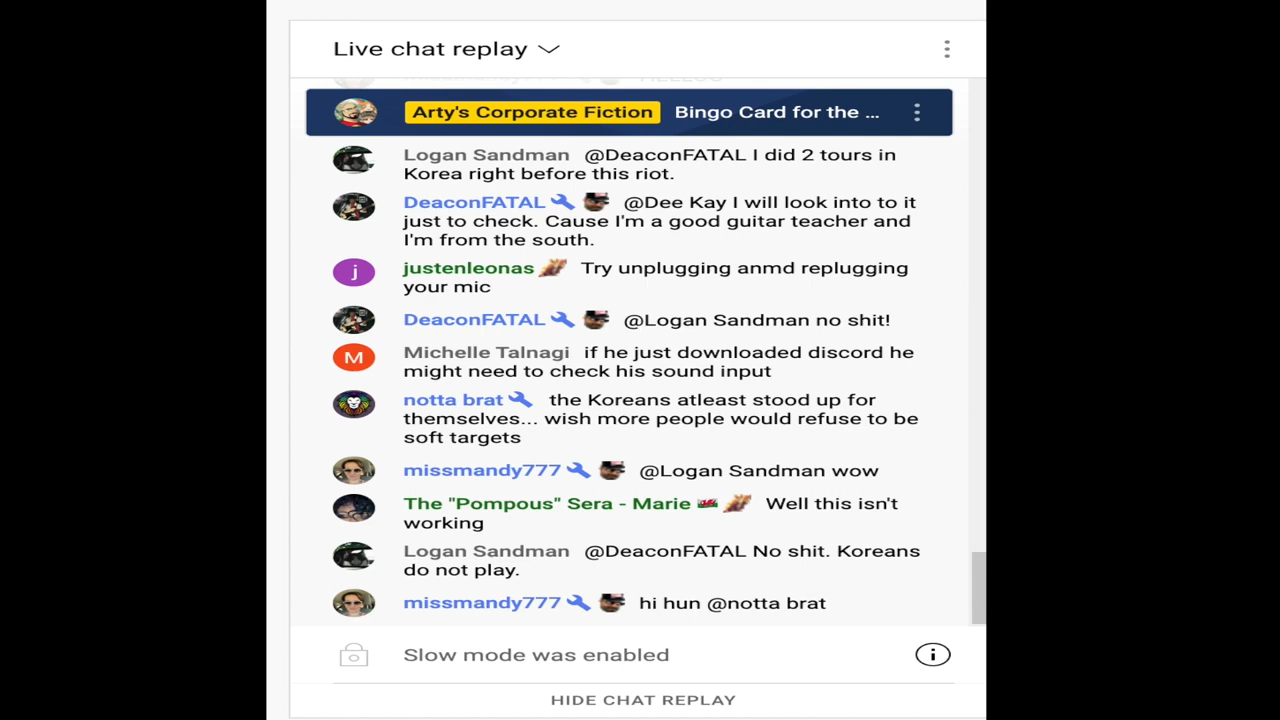 Live chat replay
Arty's Corporate Fiction Bingo Card for the ...
Logan Sandman @DeaconFATAL I did 2 tours in
Korea right before this riot.
DeaconFATAL @Dee Kay I will look into to it
just to check. Cause I'm a good guitar teacher and
I'm from the south.
j
justenleonas Try unplugging anmd replugging
your mic
DeaconFATAL @Logan Sandman no shit!
M
Michelle Talnagi if he just downloaded discord he
might need to check his sound input
notta brat the Koreans atleast stood up for
themselves... wish more people would refuse to be
soft targets
missmandy777 @Logan Sandman wow
The "Pompous" Sera - Marie Well this isn't
working
Logan Sandman @DeaconFATAL No shit. Koreans
do not play.
missmandy777 hi hun @notta brat
Slow mode was enabled
HIDE CHAT REPLAY